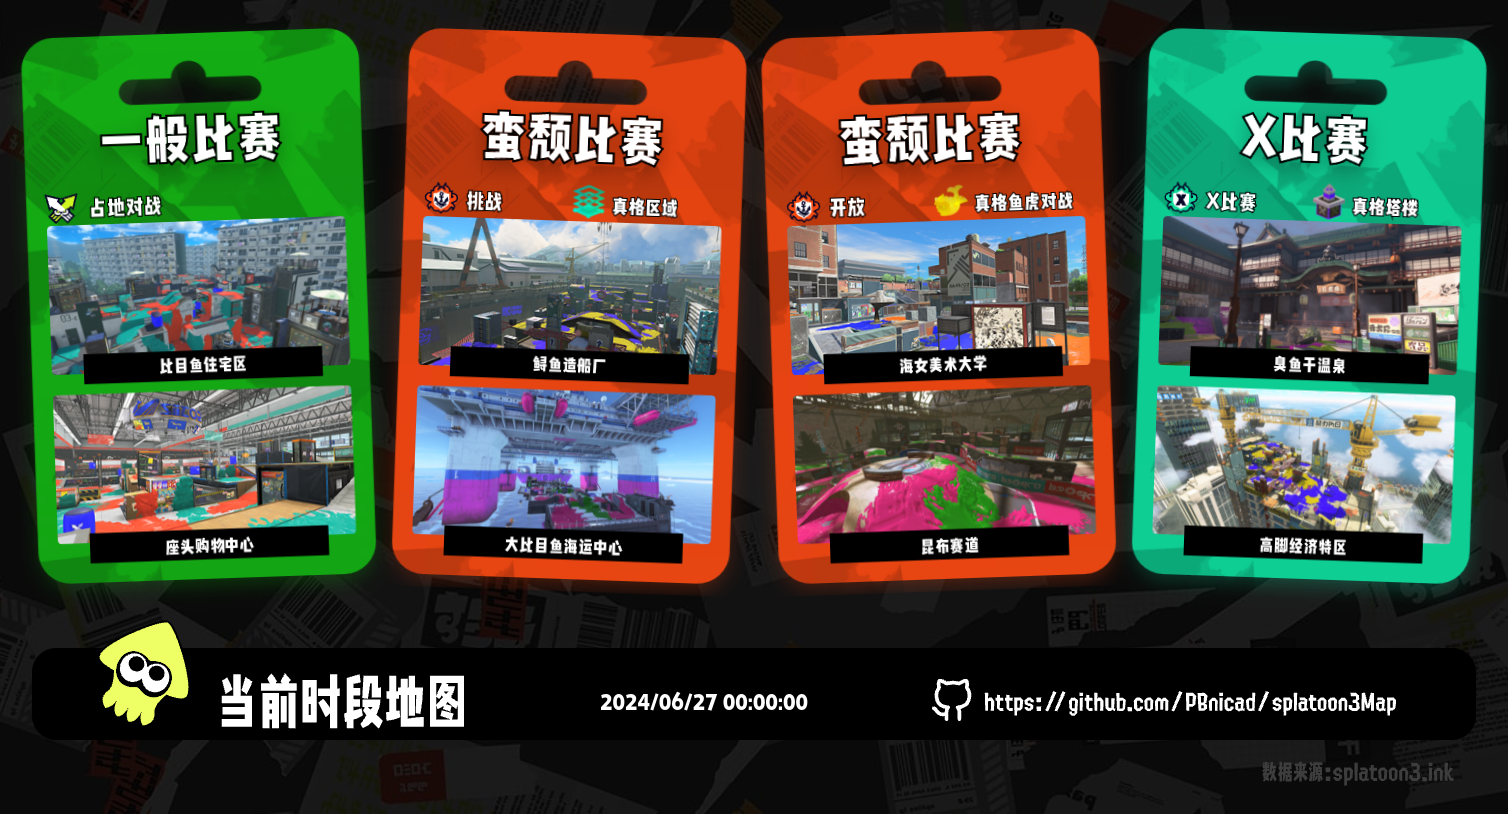 一般比赛
占地对战
比目鱼住宅区
座头购物中心
蛮颓比赛
挑战
真格区域
鲟鱼造船厂
大比目鱼海运中心
蛮颓比赛
开放
真格鱼虎对战
海女美术大学
昆布赛道
X比赛
X比赛
真格塔楼
臭鱼干温泉
高脚经济特区
当前时段地图
2024/06/27 00:00:00
https://github.com/PBnicad/splatoon3Map
数据来源:splatoon3.ink